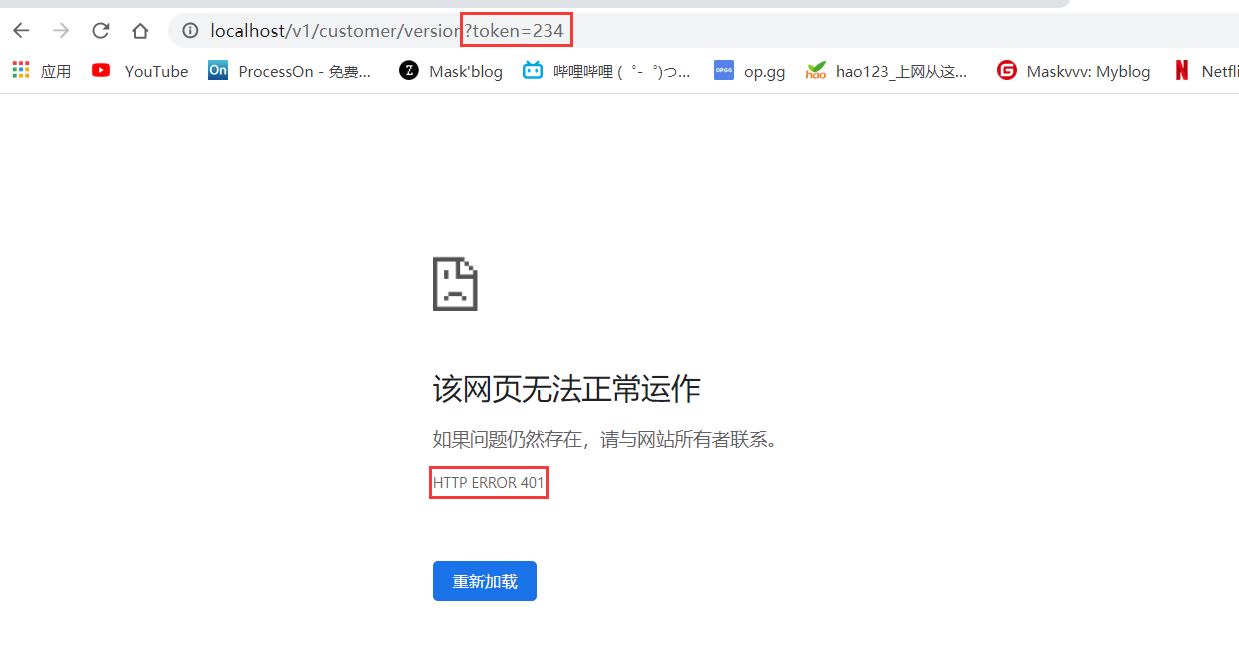 localhost/v1/customer/version?token=234
应用 YouTube On ProcessOn - 免费... Z Mask'blog 哔哩哔哩 ( ゜- ゜)つ... OPGG op.gg hao hao123_上网从这... G Maskvvv: Myblog N Netfli
该网页无法正常运作
如果问题仍然存在，请与网站所有者联系。
HTTP ERROR 401
重新加载